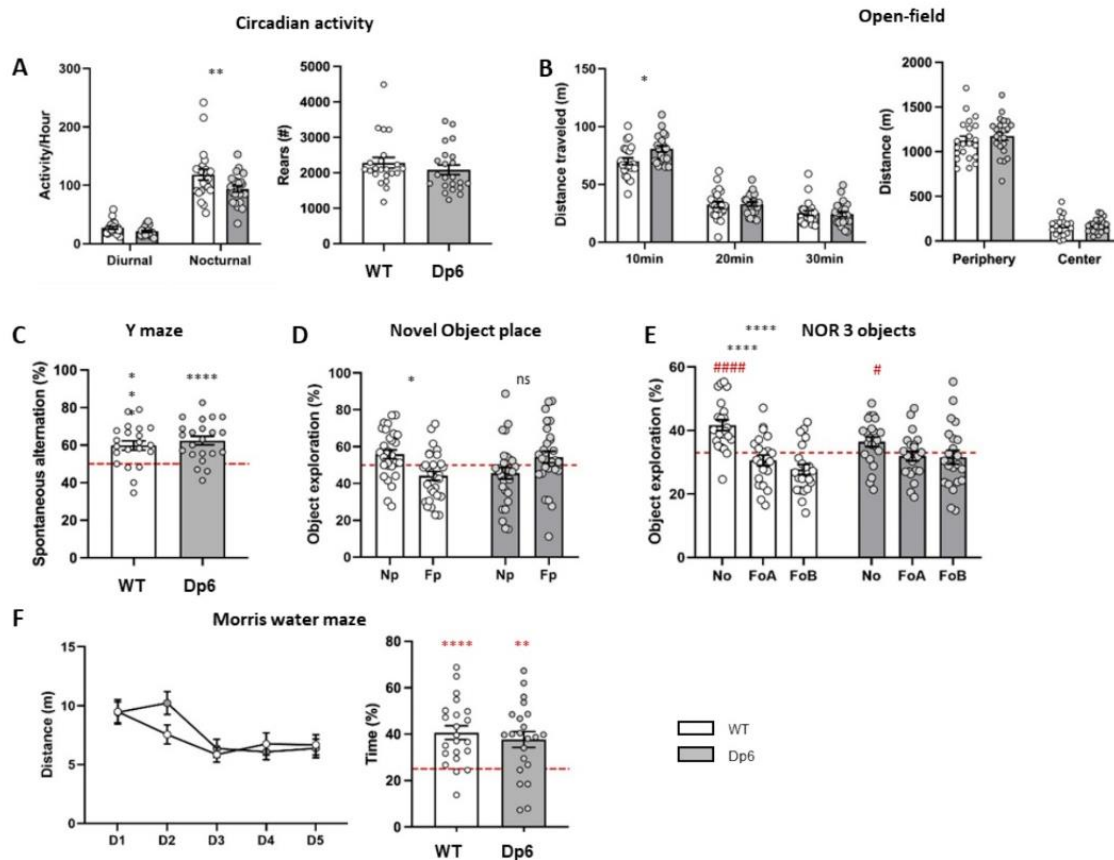 Circadian activity
Open-field
A
Activity/Hour
300
200
100
0
**
Diurnal
Nocturnal
Rears (#)
5000
4000
3000
2000
1000
0
WT
Dp6
B
Distance traveled (m)
150
100
50
0
*
10min
20min
30min
Distance (m)
2000
1500
1000
500
0
Periphery
Center
C
Y maze
Spontaneous alternation (%)
100
80
60
40
20
0
*
*
*
****
WT
Dp6
D
Novel Object place
Object exploration (%)
100
80
60
40
20
0
*
ns
Np
Fp
Np
Fp
E
NOR 3 objects
****
****
####
#
Object exploration (%)
60
40
20
0
No
FoA
FoB
No
FoA
FoB
F
Morris water maze
Distance (m)
15
10
5
0
D1
D2
D3
D4
D5
Time (%)
80
60
40
20
0
****
**
WT
Dp6
WT
Dp6